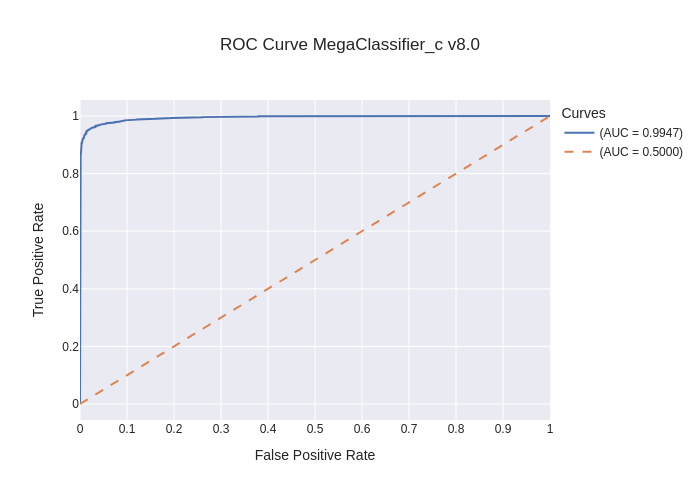 ROC Curve MegaClassifier_c v8.0
Curves
(AUC = 0.9947)
(AUC = 0.5000)
True Positive Rate
1
0.8
0.6
0.4
0.2
0
0 0.1 0.2 0.3 0.4 0.5 0.6 0.7 0.8 0.9 1
False Positive Rate